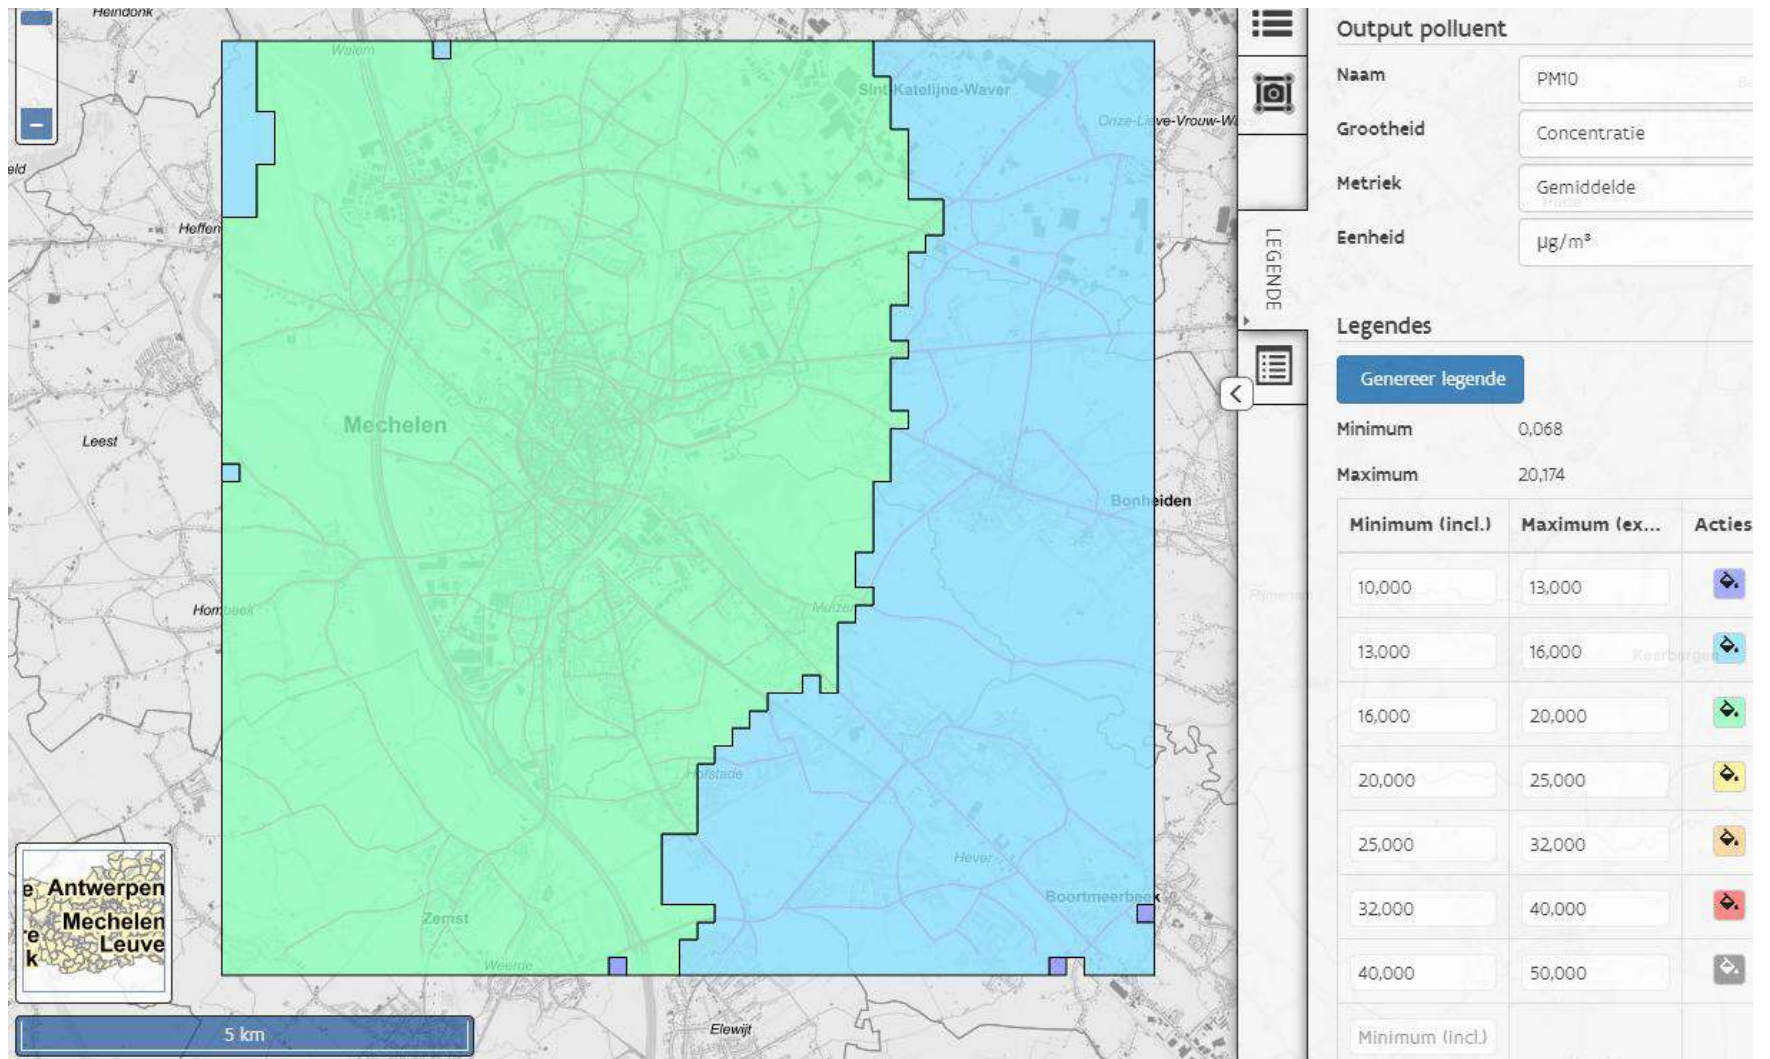 Heindonk
Walem
Sint-Katelijne-Waver
Onze-Lieve-Vrouw-W
eld
Heffen
Mechelen
Leest
Bonheiden
Hombeek
Muizen
Hofstade
Hever
Boortmeerbeek
Zemst
Weerde
Elewijt
e Antwerpen
Mechelen
e Leuve
k
5 km
LEGENDE
Output polluent
Naam PM10
Grootheid Concentratie
Metriek Gemiddelde
Eenheid µg/m³
Putte
Legendes
Genereer legende
Minimum 0,068
Maximum 20,174
Minimum (incl.) Maximum (ex... Acties
10,000 13,000
Rijmenam
13,000 16,000
Keerbergen
16,000 20,000
20,000 25,000
25,000 32,000
32,000 40,000
40,000 50,000
Minimum (incl.)